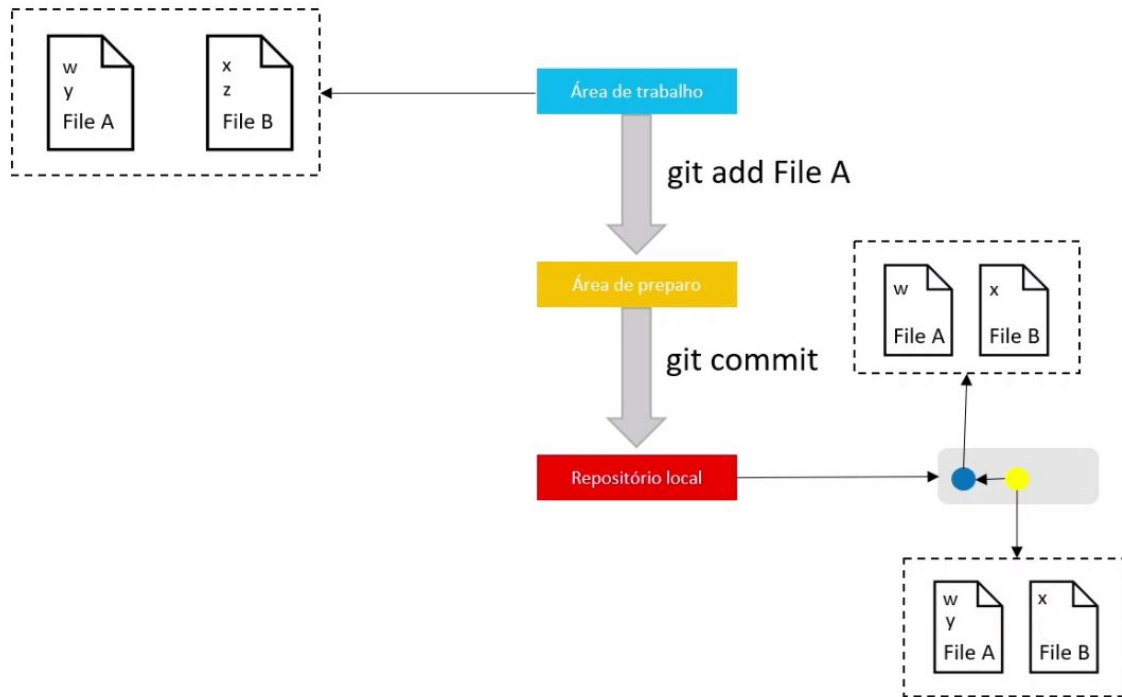 w
y
File A
x
z
File B
Área de trabalho
git add File A
Área de preparo
w
File A
x
File B
git commit
Repositório local
w
y
File A
x
File B